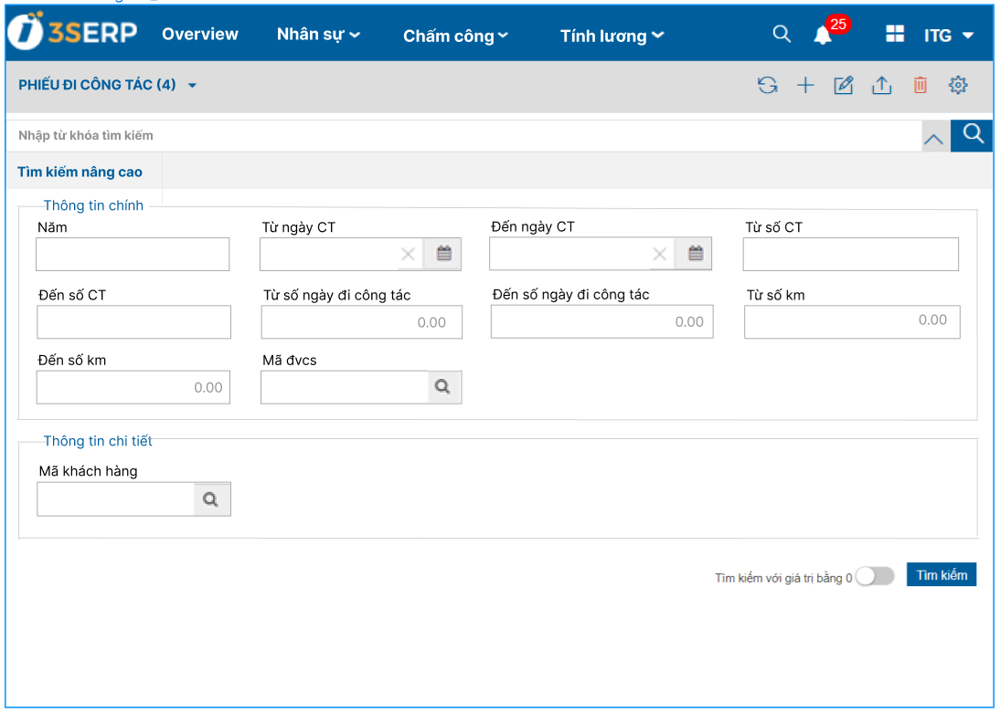 3SERP Overview Nhân sự Chấm công Tính lương 25 ITG
PHIẾU ĐI CÔNG TÁC (4)
Nhập từ khóa tìm kiếm
Tìm kiếm nâng cao
Thông tin chính
Năm Từ ngày CT Đến ngày CT Từ số CT
Đến số CT Từ số ngày đi công tác Đến số ngày đi công tác Từ số km
0.00 0.00 0.00
Đến số km Mã đvcs
0.00
Thông tin chi tiết
Mã khách hàng
Tìm kiếm với giá trị bằng 0 Tìm kiếm